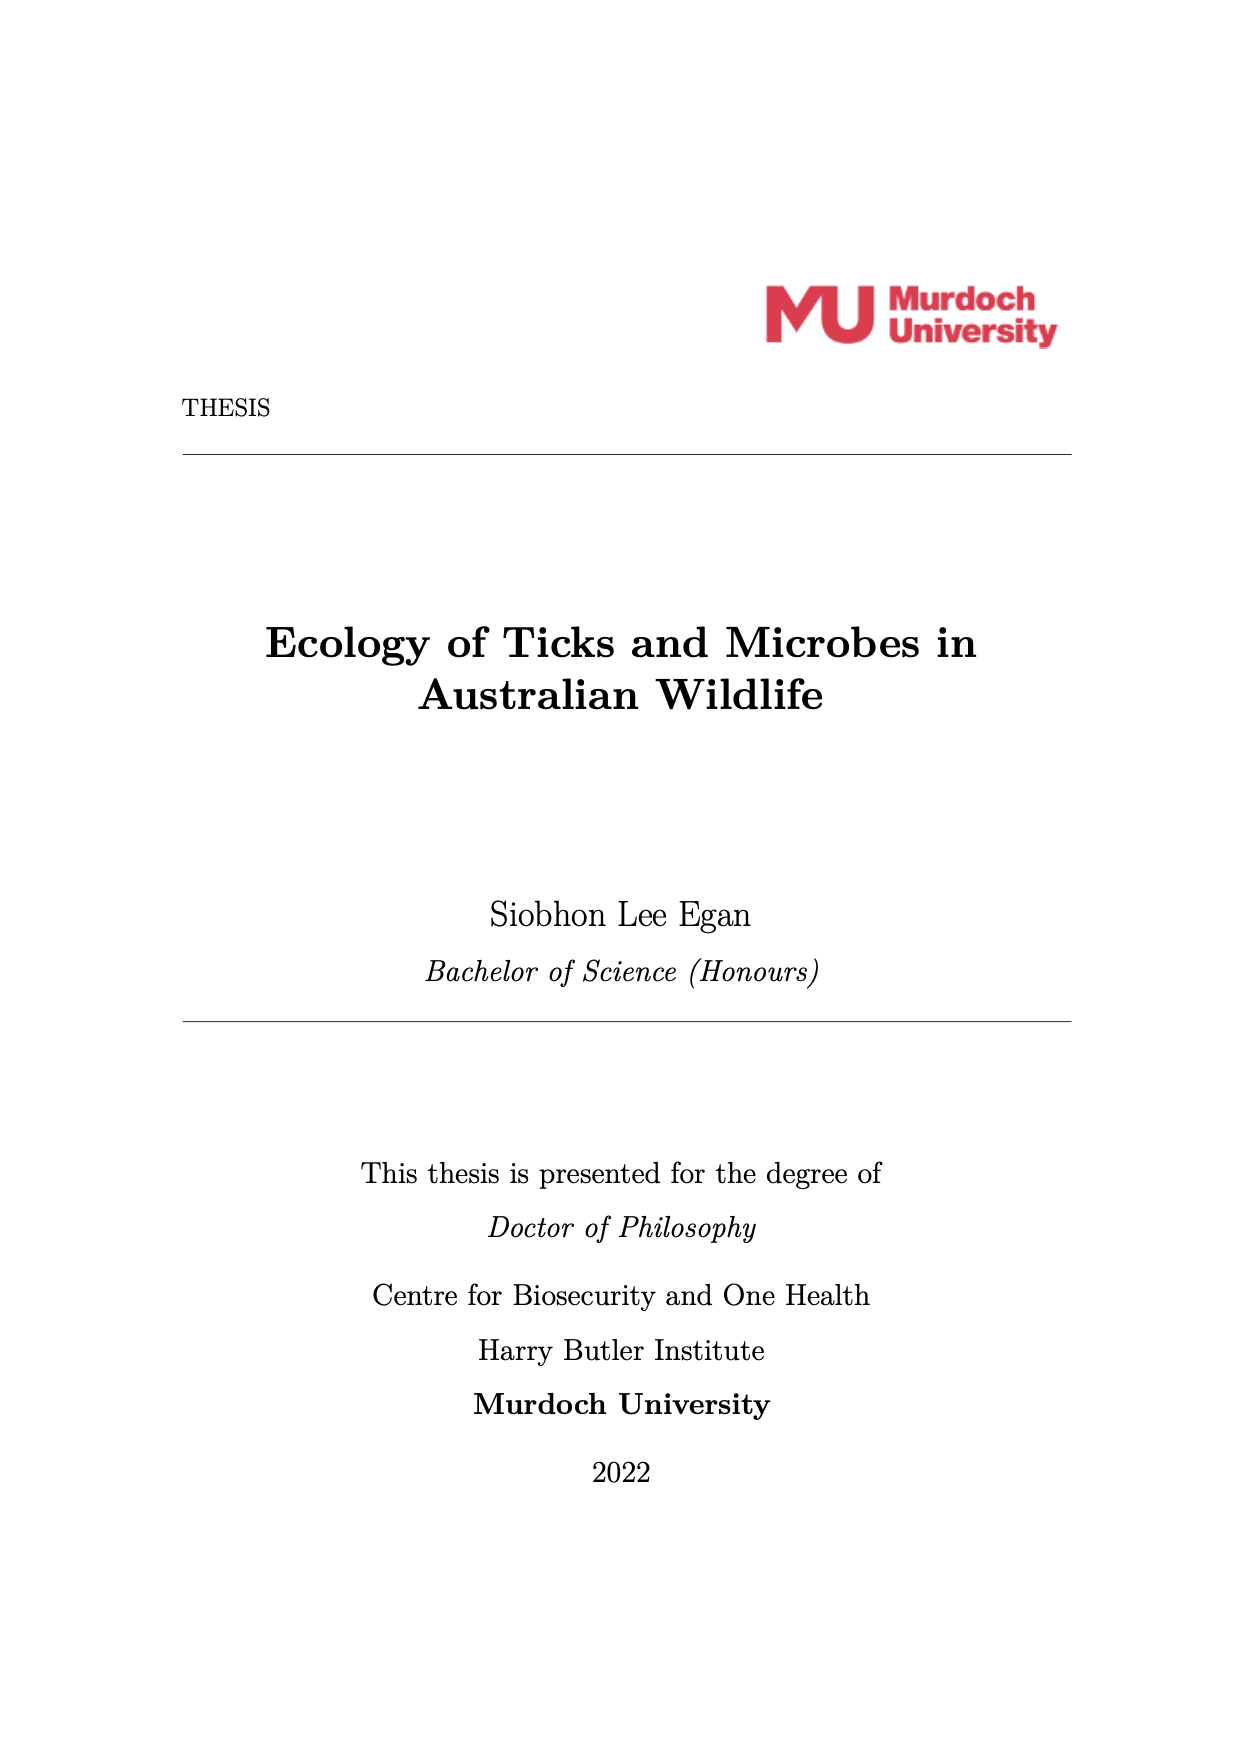 MU Murdoch
University
THESIS
Ecology of Ticks and Microbes in
Australian Wildlife
Siobhon Lee Egan
Bachelor of Science (Honours)
This thesis is presented for the degree of
Doctor of Philosophy
Centre for Biosecurity and One Health
Harry Butler Institute
Murdoch University
2022